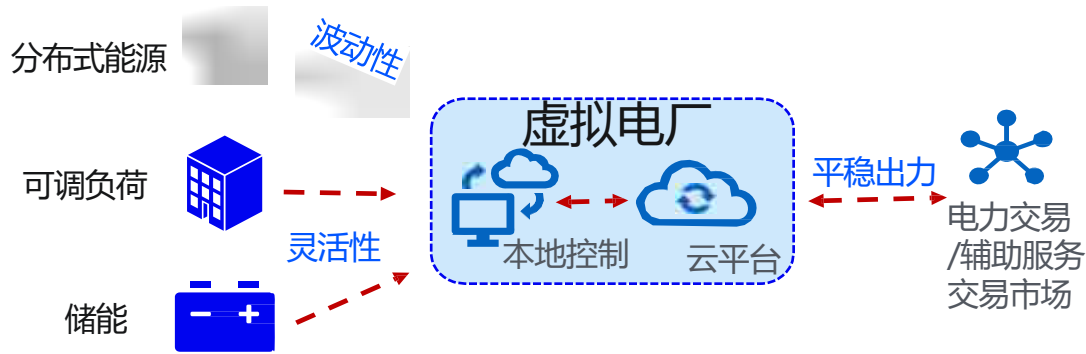 分布式能源
波动性
虚拟电厂
可调负荷
平稳出力
灵活性
本地控制
云平台
电力交易
/辅助服务
交易市场
储能